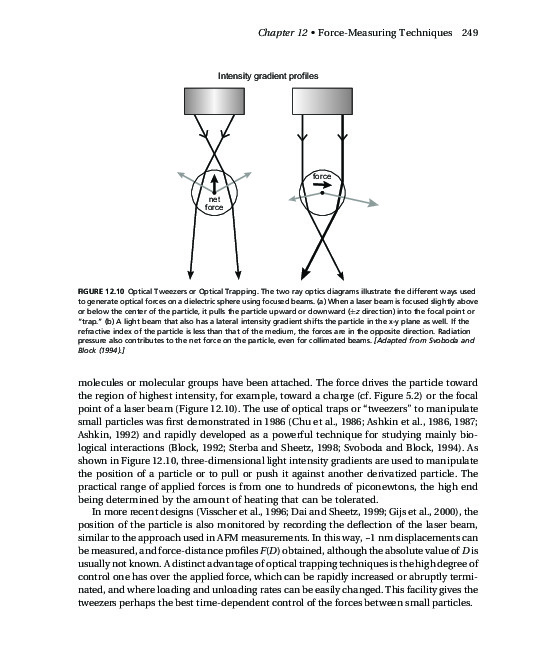 Chapter 12 • Force-Measuring Techniques 249
Intensity gradient profiles
net
force
force
FIGURE 12.10 Optical Tweezers or Optical Trapping. The two ray optics diagrams illustrate the different ways used
to generate optical forces on a dielectric sphere using focused beams. (a) When a laser beam is focused slightly above
or below the center of the particle, it pulls the particle upward or downward (±z direction) into the focal point or
“trap.” (b) A light beam that also has a lateral intensity gradient shifts the particle in the x-y plane as well. If the
refractive index of the particle is less than that of the medium, the forces are in the opposite direction. Radiation
pressure also contributes to the net force on the particle, even for collimated beams. [Adapted from Svoboda and
Block (1994).]
molecules or molecular groups have been attached. The force drives the particle toward
the region of highest intensity, for example, toward a charge (cf. Figure 5.2) or the focal
point of a laser beam (Figure 12.10). The use of optical traps or “tweezers” to manipulate
small particles was first demonstrated in 1986 (Chu et al., 1986; Ashkin et al., 1986, 1987;
Ashkin, 1992) and rapidly developed as a powerful technique for studying mainly bio-
logical interactions (Block, 1992; Sterba and Sheetz, 1998; Svoboda and Block, 1994). As
shown in Figure 12.10, three-dimensional light intensity gradients are used to manipulate
the position of a particle or to pull or push it against another derivatized particle. The
practical range of applied forces is from one to hundreds of piconewtons, the high end
being determined by the amount of heating that can be tolerated.
In more recent designs (Visscher et al., 1996; Dai and Sheetz, 1999; Gijs et al., 2000), the
position of the particle is also monitored by recording the deflection of the laser beam,
similar to the approach used in AFM measurements. In this way, ~1 nm displacements can
be measured, and force-distance profiles F(D) obtained, although the absolute value of D is
usually not known. A distinct advantage of optical trapping techniques is the high degree of
control one has over the applied force, which can be rapidly increased or abruptly termi-
nated, and where loading and unloading rates can be easily changed. This facility gives the
tweezers perhaps the best time-dependent control of the forces between small particles.